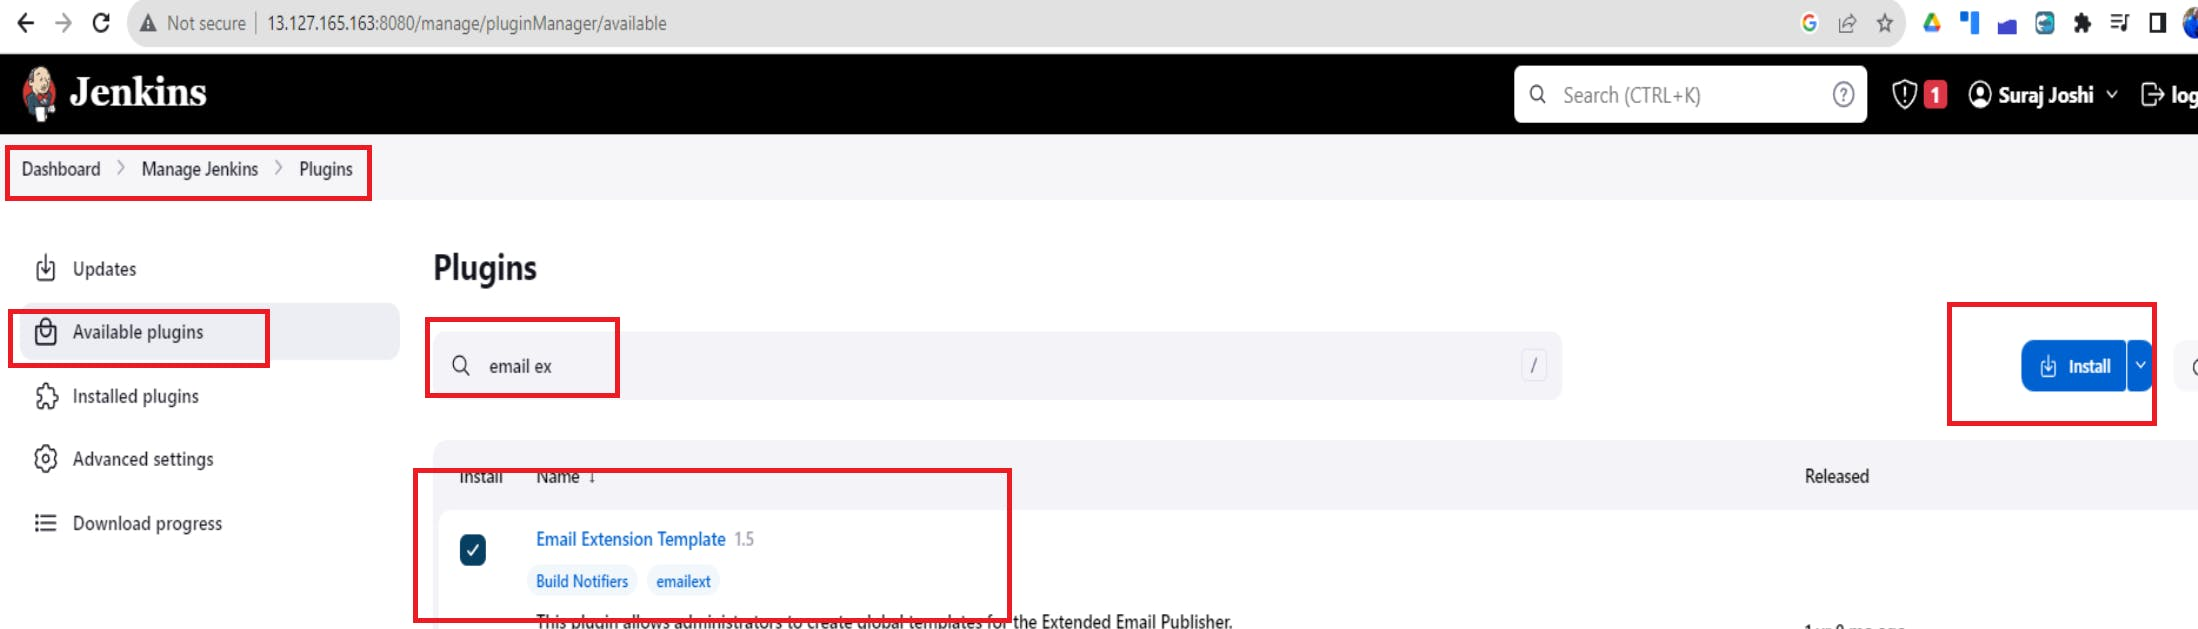 Not secure 13.127.165.163:8080/manage/pluginManager/available
Jenkins
Search (CTRL+K)
1
Suraj Joshi
log
Dashboard Manage Jenkins Plugins
Updates
Available plugins
Installed plugins
Advanced settings
Download progress
Plugins
email ex
/
Install
Install Name ↓ Released
Email Extension Template 1.5
Build Notifiers emailext
This plugin allows administrators to create global templates for the Extended Email Publisher.